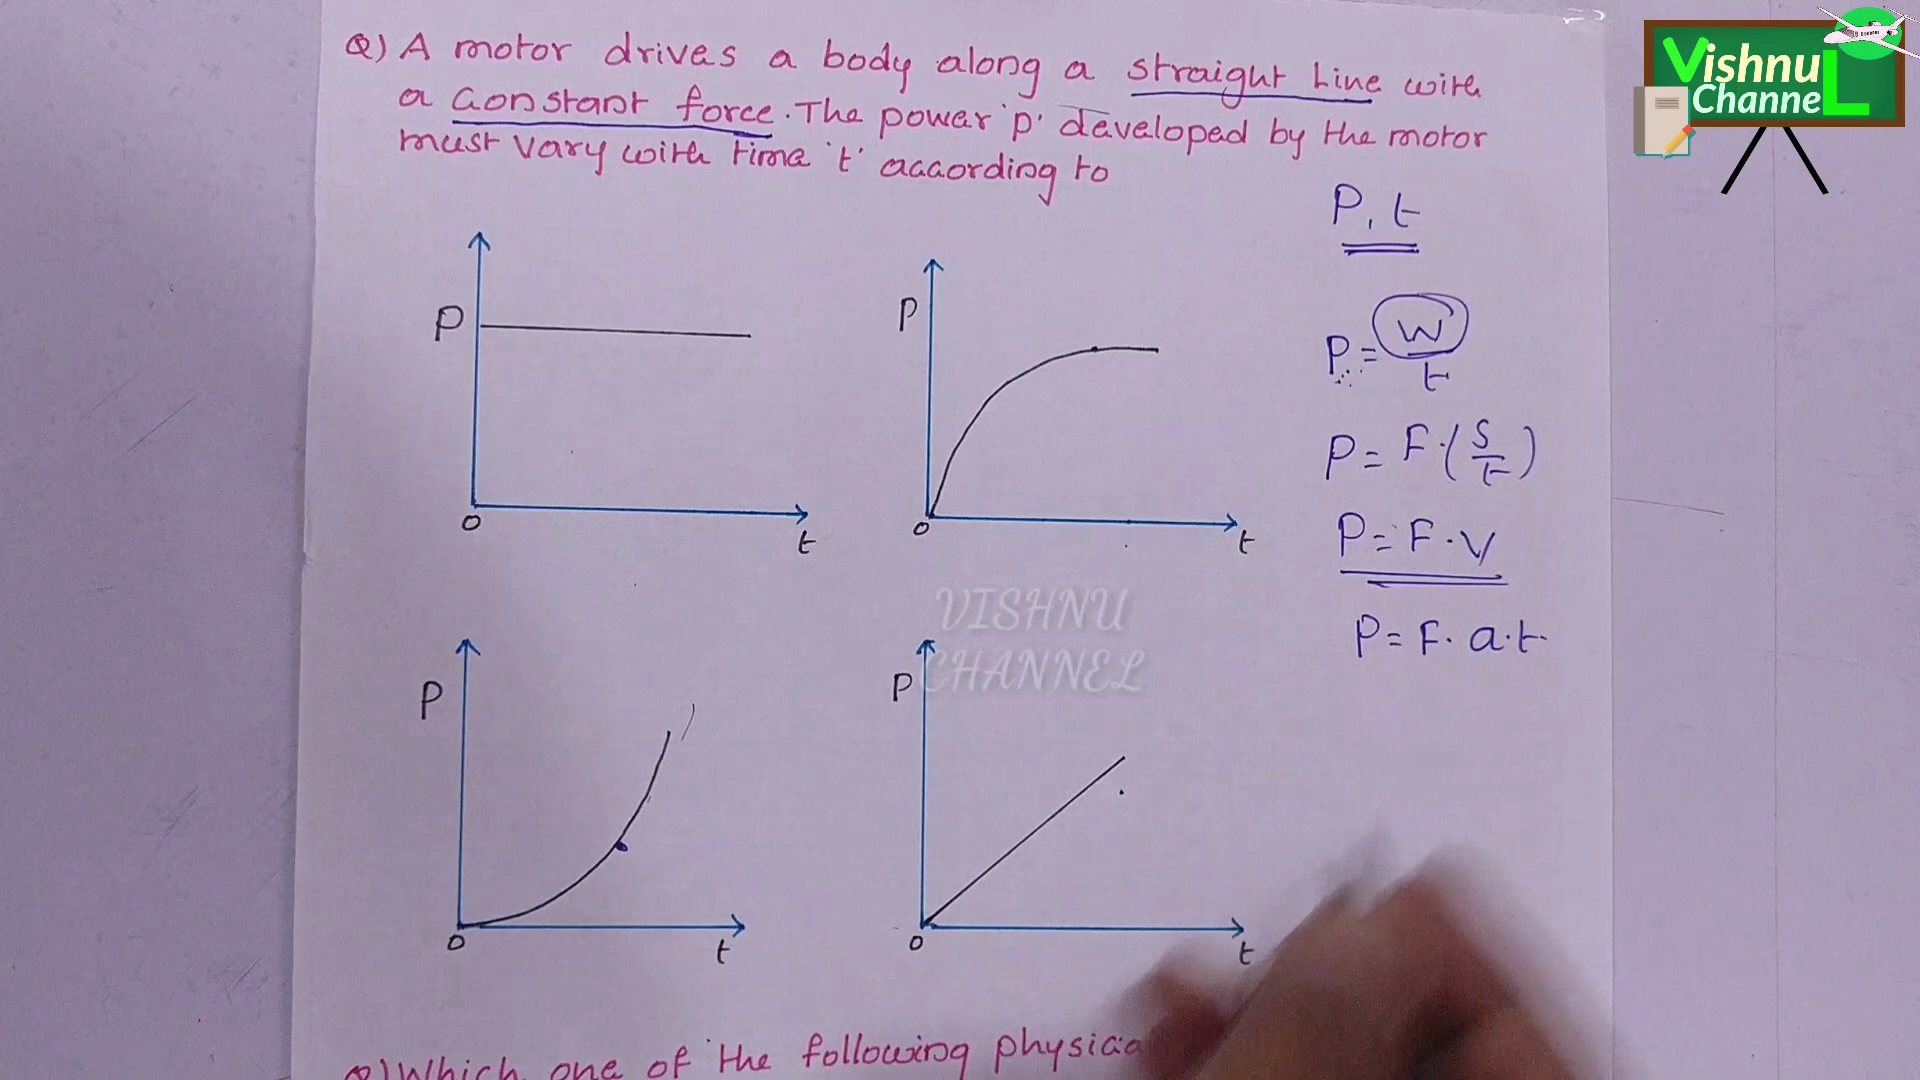 Q) A motor drives a body along a straight Line with
a constant force. The power 'p' developed by the motor
must vary with time 't' according to
P, t
P
O
t
P
O
t
P = W/t
P = F·(s/t)
P = F·v
P = F·a·t·
P
O
t
P
O
t
Q) Which one of the following
VISHNU
CHANNEL
Vishnu
ChanneL